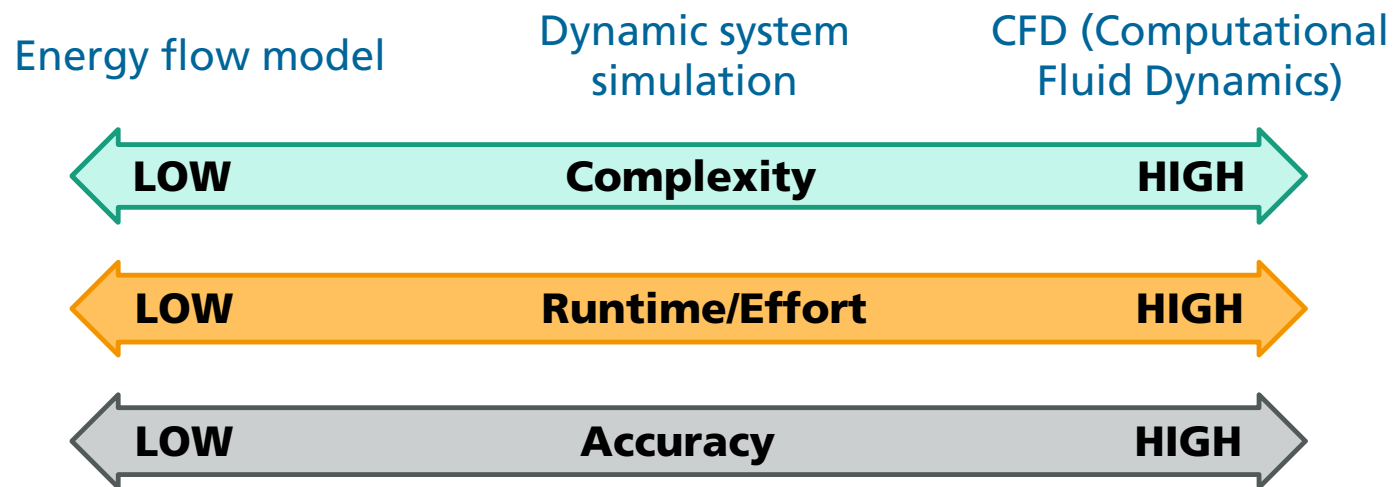 Energy flow model
Dynamic system
simulation
CFD (Computational
Fluid Dynamics)
LOW Complexity HIGH
LOW Runtime/Effort HIGH
LOW Accuracy HIGH